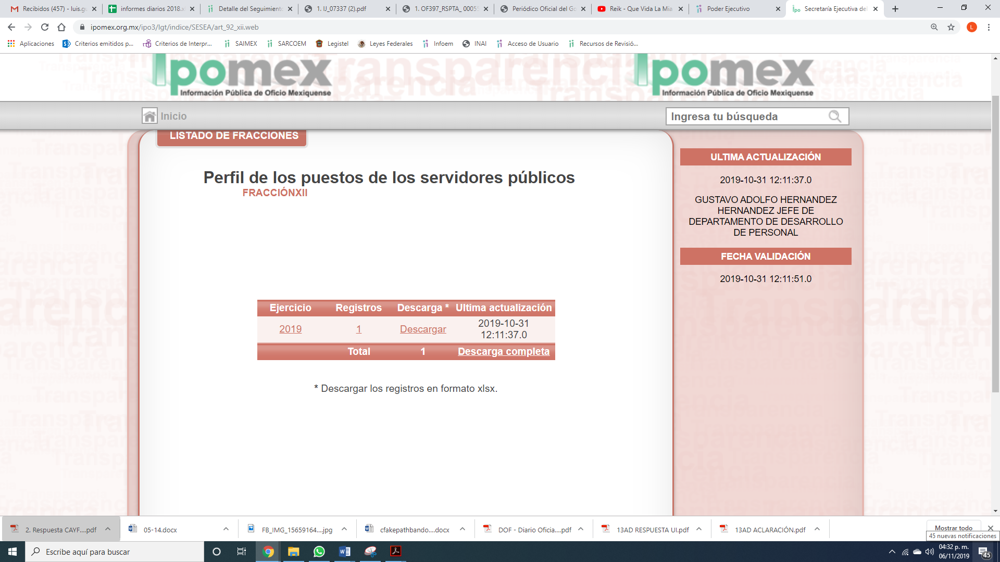 Recibidos (457) - luis.gu
informes diarios 2018.x
Detalle del Seguimiento
1. IJ_07337 (2).pdf
1. OF397_RSPTA_ 00055
Periódico Oficial del Go
Reik - Que Vida La Mia
Poder Ejecutivo
Secretaría Ejecutiva del
ipomex.org.mx/ipo3/lgt/indice/SESEA/art_92_xii.web
L
Aplicaciones
Criterios emitidos p...
Criterios de Interpr...
SAIMEX
SARCOEM
Legistel
Leyes Federales
Infoem
INAI
Acceso de Usuario
Recursos de Revisió...
Ipomex
Información Pública de Oficio Mexiquense
Ipomex
Información Pública de Oficio Mexiquense
Inicio
Ingresa tu búsqueda
LISTADO DE FRACCIONES
Perfil de los puestos de los servidores públicos
FRACCIÓNXII
Ejercicio Registros Descarga * Ultima actualización
2019 1 Descargar 2019-10-31 12:11:37.0
Total 1 Descarga completa
* Descargar los registros en formato xlsx.
ULTIMA ACTUALIZACIÓN
2019-10-31 12:11:37.0
GUSTAVO ADOLFO HERNANDEZ
HERNANDEZ JEFE DE
DEPARTAMENTO DE DESARROLLO
DE PERSONAL
FECHA VALIDACIÓN
2019-10-31 12:11:51.0
2. Respuesta CAYF....pdf
05-14.docx
FB_IMG_15659164....jpg
cfakepathbando....docx
DOF - Diario Oficia....pdf
13AD RESPUESTA UI.pdf
13AD ACLARACIÓN.pdf
Mostrar todo
45 nuevas notificaciones
Escribe aquí para buscar
04:32 p. m.
06/11/2019
45